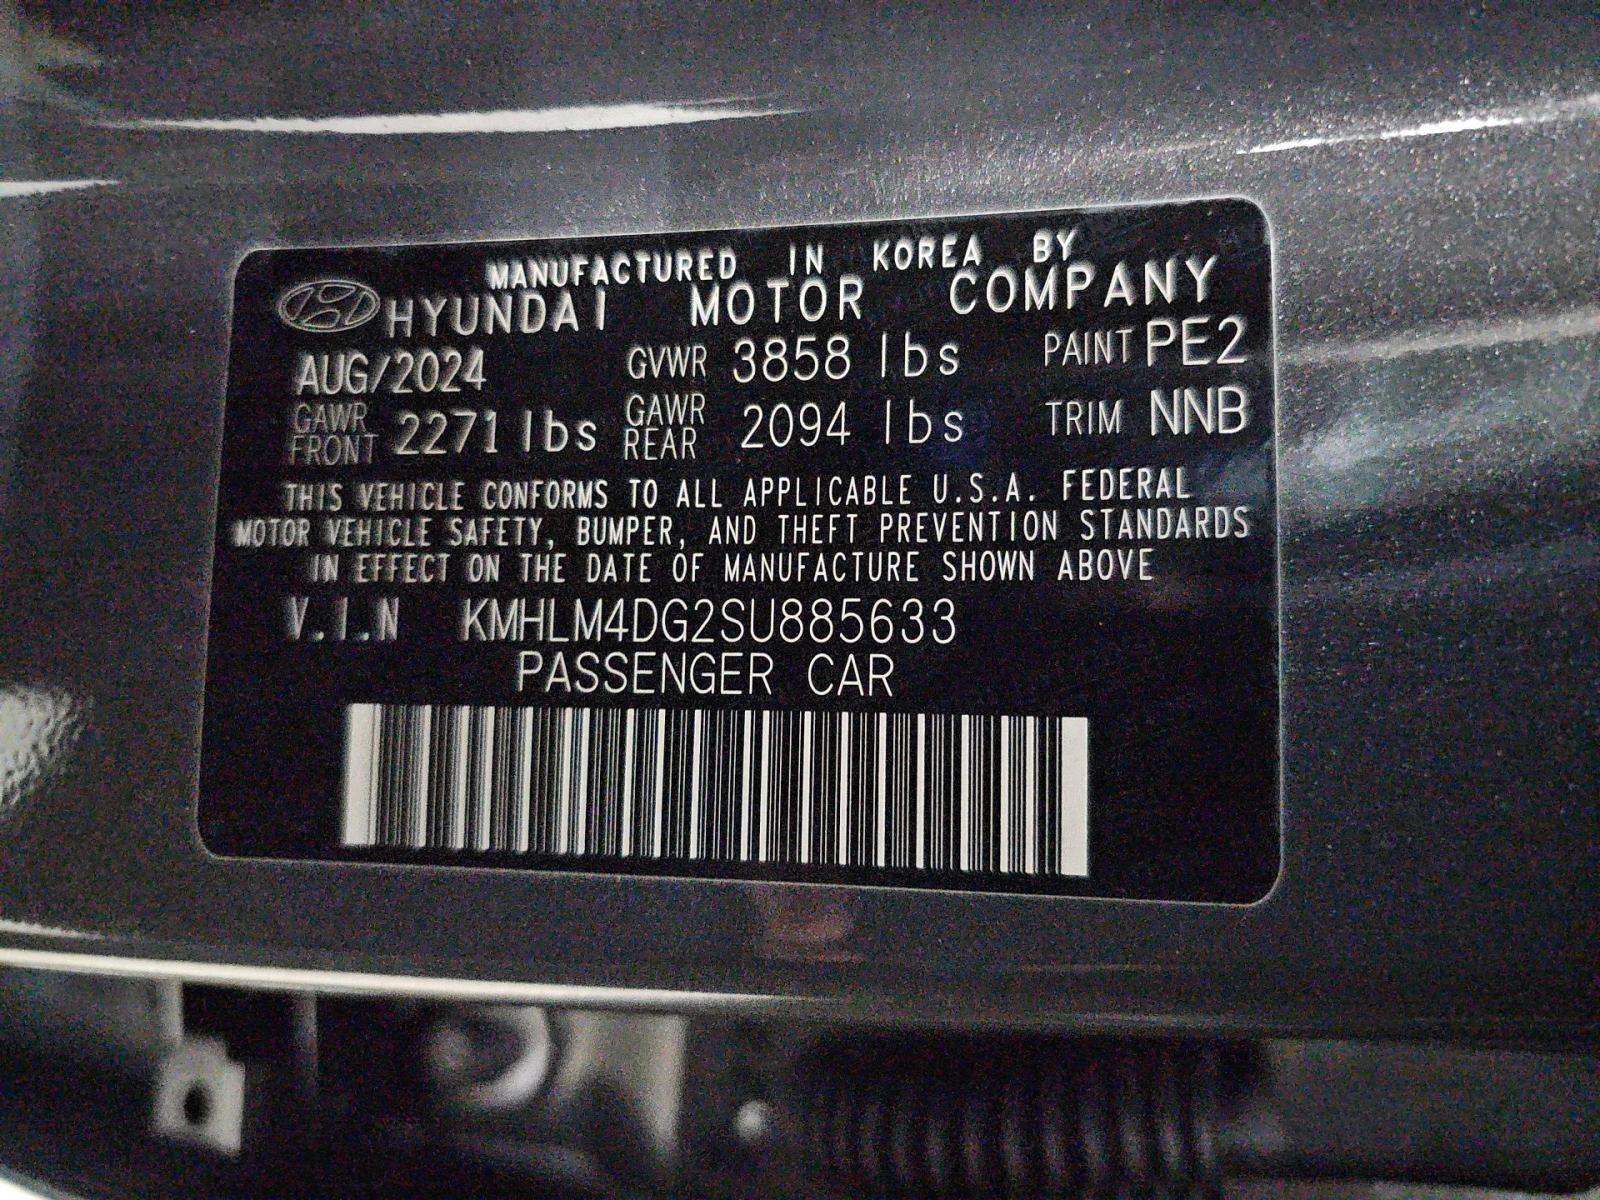 MANUFACTURED IN KOREA BY
HYUNDAI MOTOR COMPANY
AUG/2024 GVWR 3858 lbs PAINT PE2
GAWR FRONT 2271 lbs GAWR REAR 2094 lbs TRIM NNB
THIS VEHICLE CONFORMS TO ALL APPLICABLE U.S.A. FEDERAL
MOTOR VEHICLE SAFETY, BUMPER, AND THEFT PREVENTION STANDARDS
IN EFFECT ON THE DATE OF MANUFACTURE SHOWN ABOVE
V.I.N KMHLM4DG2SU885633
PASSENGER CAR